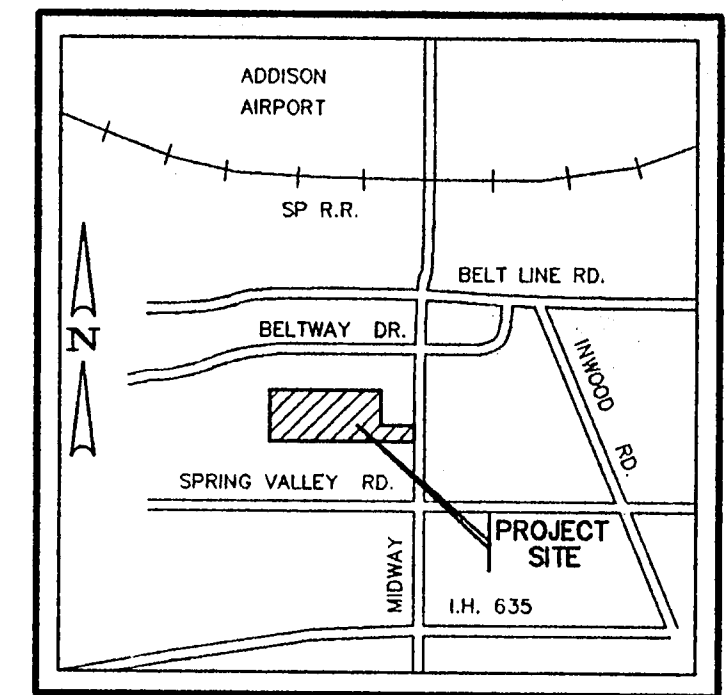 ADDISON
AIRPORT
SP R.R.
BELT LINE RD.
BELTWAY DR.
N
INWOOD RD.
SPRING VALLEY RD.
PROJECT
SITE
MIDWAY
I.H. 635